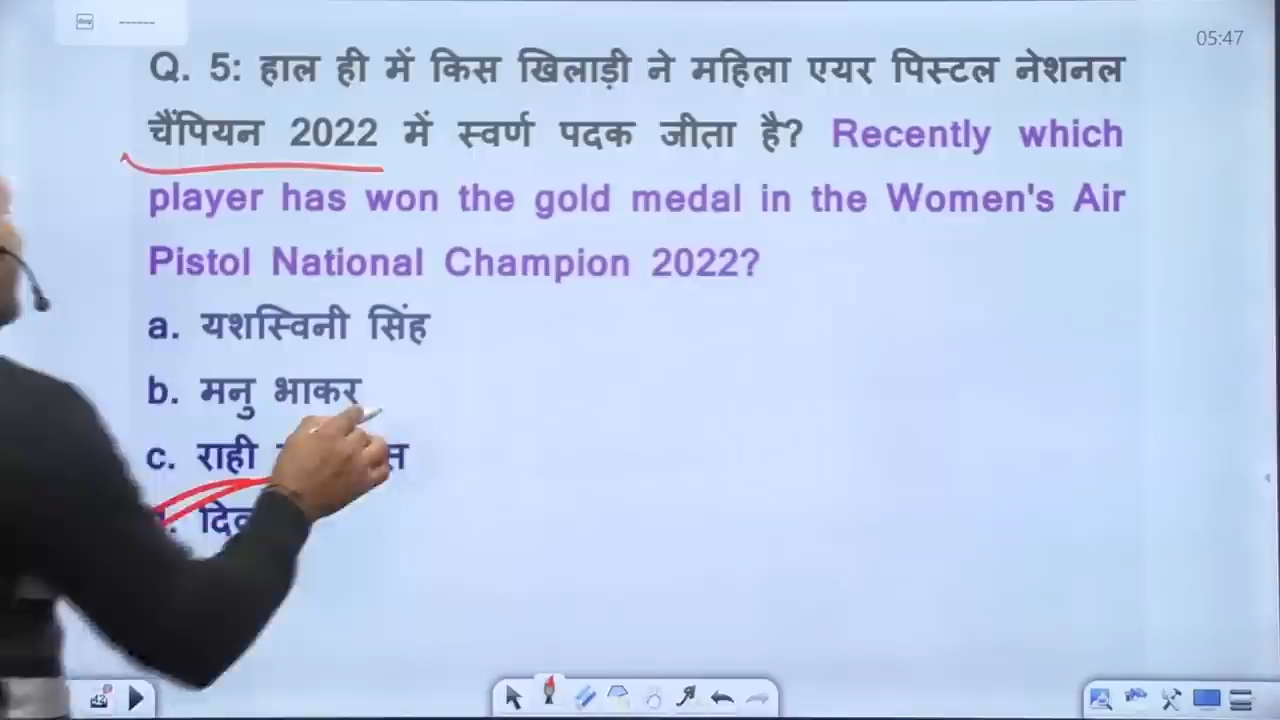 05:47
Q. 5: हाल ही में किस खिलाड़ी ने महिला एयर पिस्टल नेशनल
चैंपियन 2022 में स्वर्ण पदक जीता है? Recently which
player has won the gold medal in the Women's Air
Pistol National Champion 2022?
a. यशस्विनी सिंह
b. मनु भाकर
c. राही
42